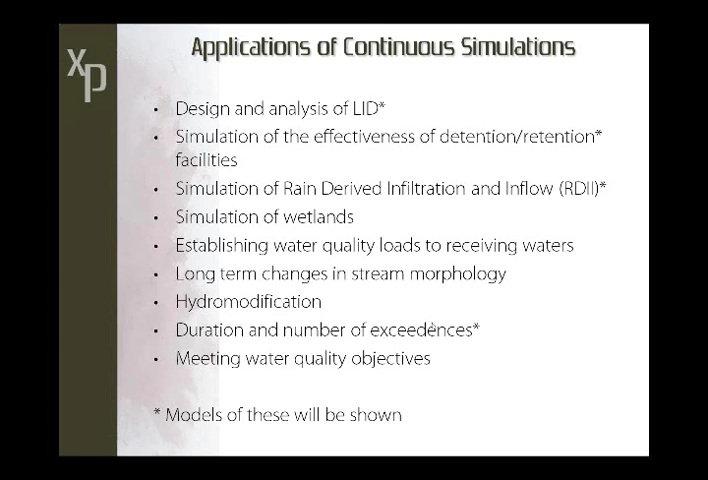 xp
Applications of Continuous Simulations
• Design and analysis of LID*
• Simulation of the effectiveness of detention/retention*
facilities
• Simulation of Rain Derived Infiltration and Inflow (RDII)*
• Simulation of wetlands
• Establishing water quality loads to receiving waters
• Long term changes in stream morphology
• Hydromodification
• Duration and number of exceedences*
• Meeting water quality objectives
* Models of these will be shown